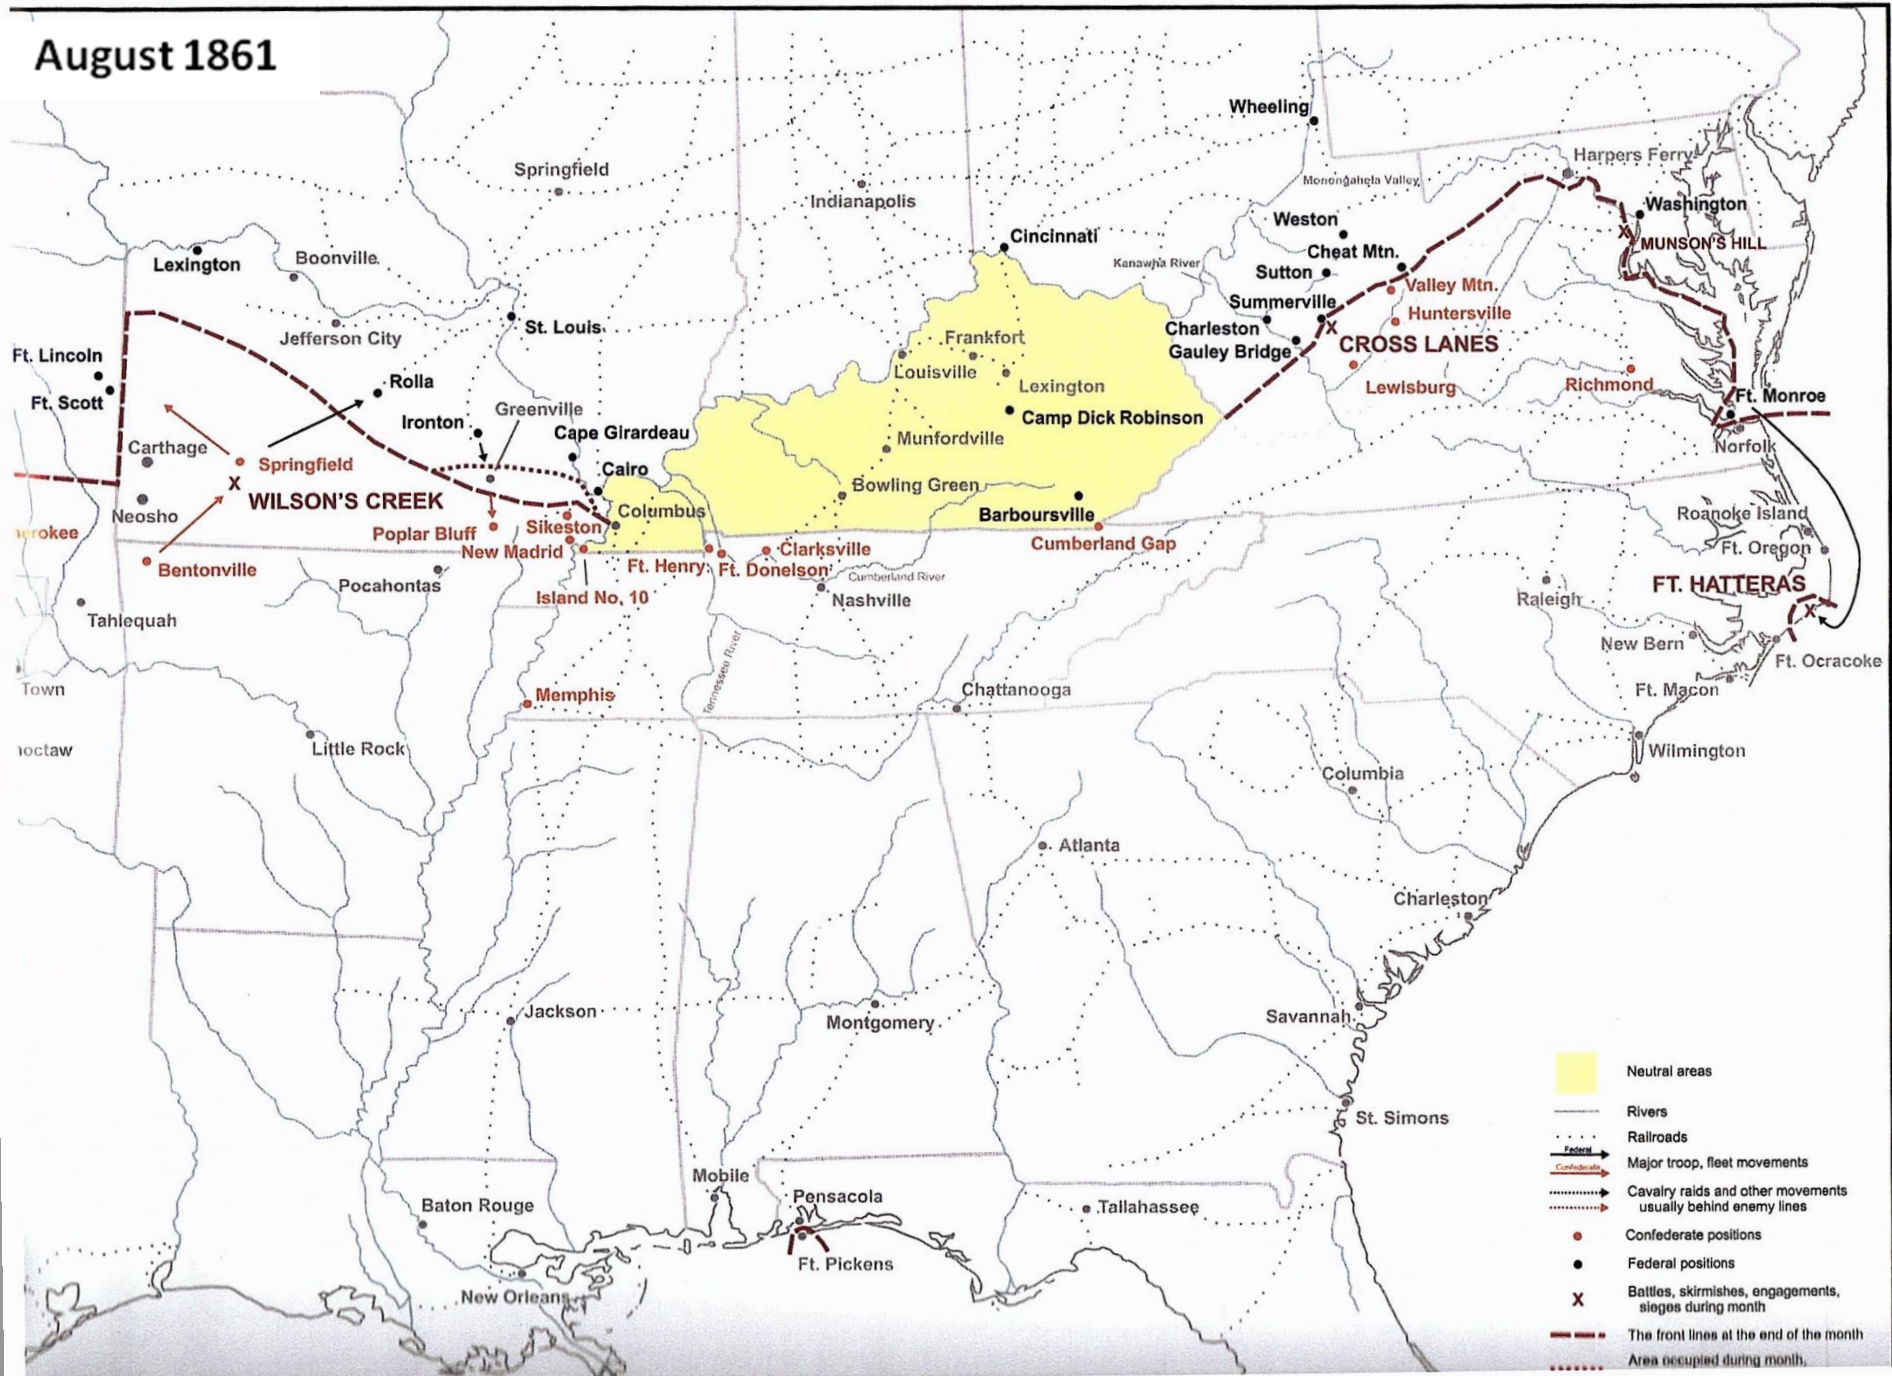 August 1861
Wheeling
Harpers Ferry
Springfield
Monongahela Valley
Indianapolis
Washington
Weston
MUNSON'S HILL
Cincinnati
Cheat Mtn.
Boonville
Lexington
Kanawha River
Sutton
Valley Mtn.
Summerville
Huntersville
St. Louis
Jefferson City
Frankfort
Charleston
CROSS LANES
Gauley Bridge
Ft. Lincoln
Louisville
Rolla
Lexington
Lewisburg
Richmond
Ft. Scott
Greenville
Ft. Monroe
Ironton
Camp Dick Robinson
Cape Girardeau
Munfordville
Carthage
Norfolk
Springfield
Cairo
Bowling Green
WILSON'S CREEK
Neosho
Columbus
Barboursville
Roanoke Island
Sikeston
Poplar Bluff
erokee
Cumberland Gap
Clarksville
New Madrid
Ft. Oregon
Ft. Henry
Ft. Donelson
Bentonville
Cumberland River
Pocahontas
FT. HATTERAS
Island No. 10
Nashville
Raleigh
Tahlequah
New Bern
Ft. Ocracoke
Tennessee River
Town
Memphis
Chattanooga
Ft. Macon
octaw
Little Rock
Wilmington
Columbia
Atlanta
Charleston
Jackson
Montgomery
Savannah
Neutral areas
Rivers
St. Simons
Railroads
Federal
Confederate
Major troop, fleet movements
Mobile
Pensacola
Cavalry raids and other movements
usually behind enemy lines
Baton Rouge
Tallahassee
Confederate positions
Ft. Pickens
Federal positions
New Orleans
X
Battles, skirmishes, engagements,
sieges during month
The front lines at the end of the month
Area occupied during month.